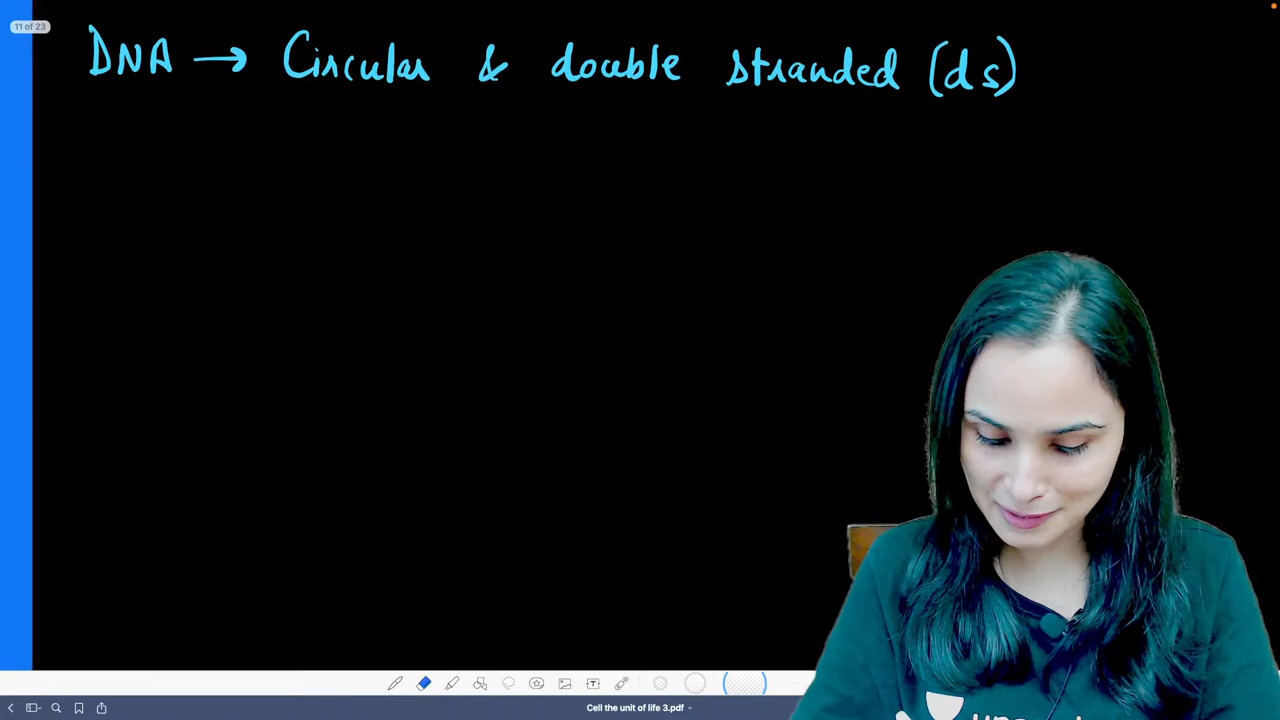 11 of 23
DNA → Circular & double stranded (ds)
Cell the unit of life 3.pdf